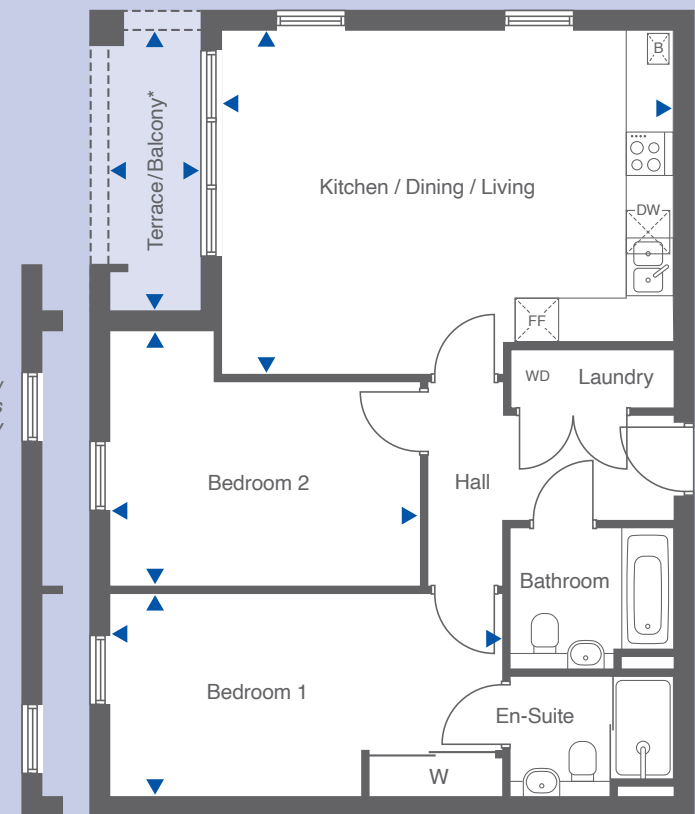 B
Terrace/Balcony*
Kitchen / Dining / Living
DW
FF
WD
Laundry
Bedroom 2
Hall
Bathroom
Bedroom 1
En-Suite
W